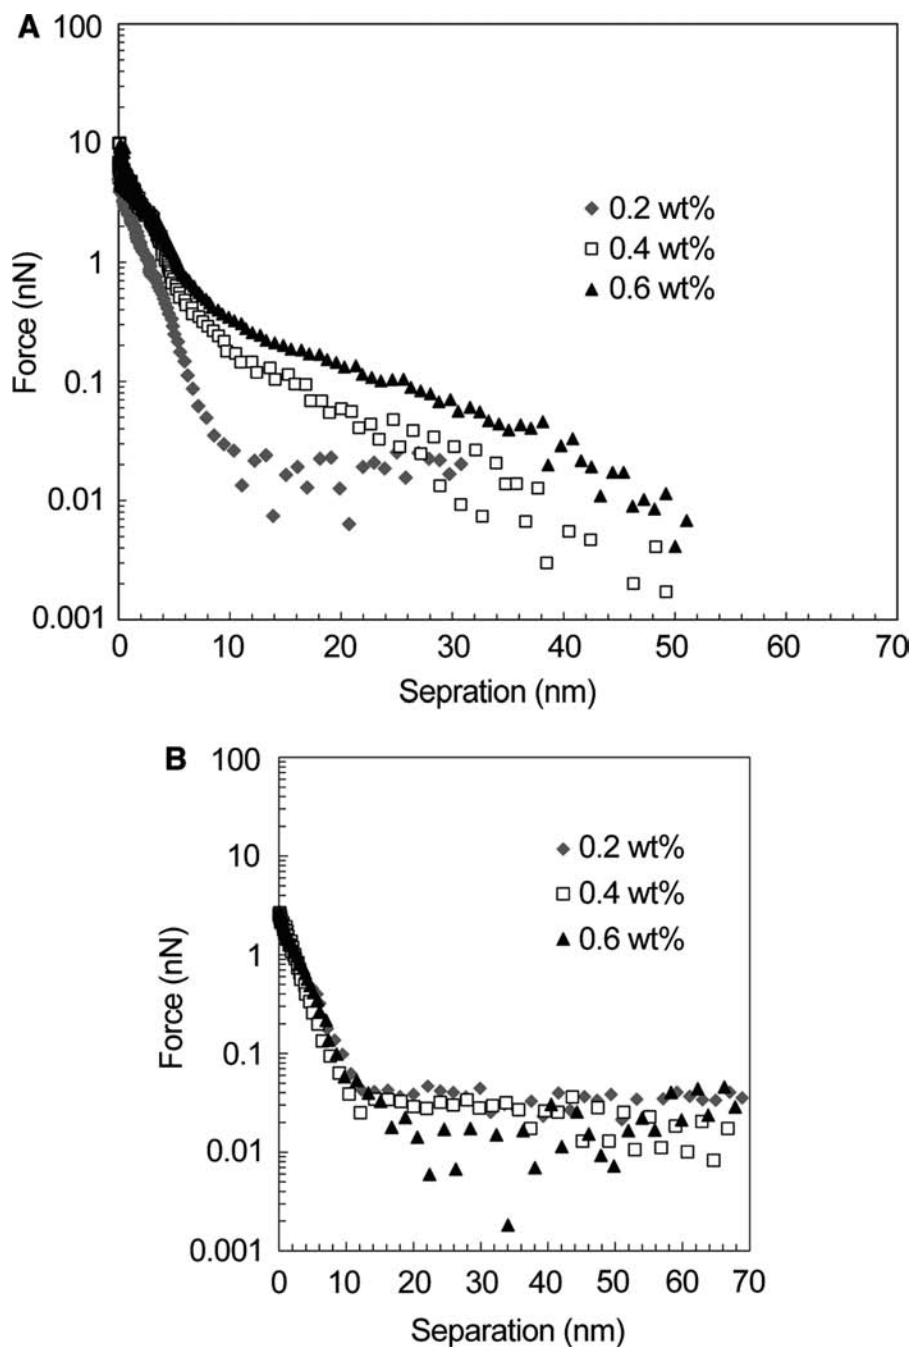 A
100
10
1
0.1
0.01
0.001
Force (nN)
0.2 wt%
0.4 wt%
0.6 wt%
0 10 20 30 40 50 60 70
Sepration (nm)
B
100
10
1
0.1
0.01
0.001
Force (nN)
0.2 wt%
0.4 wt%
0.6 wt%
0 10 20 30 40 50 60 70
Separation (nm)